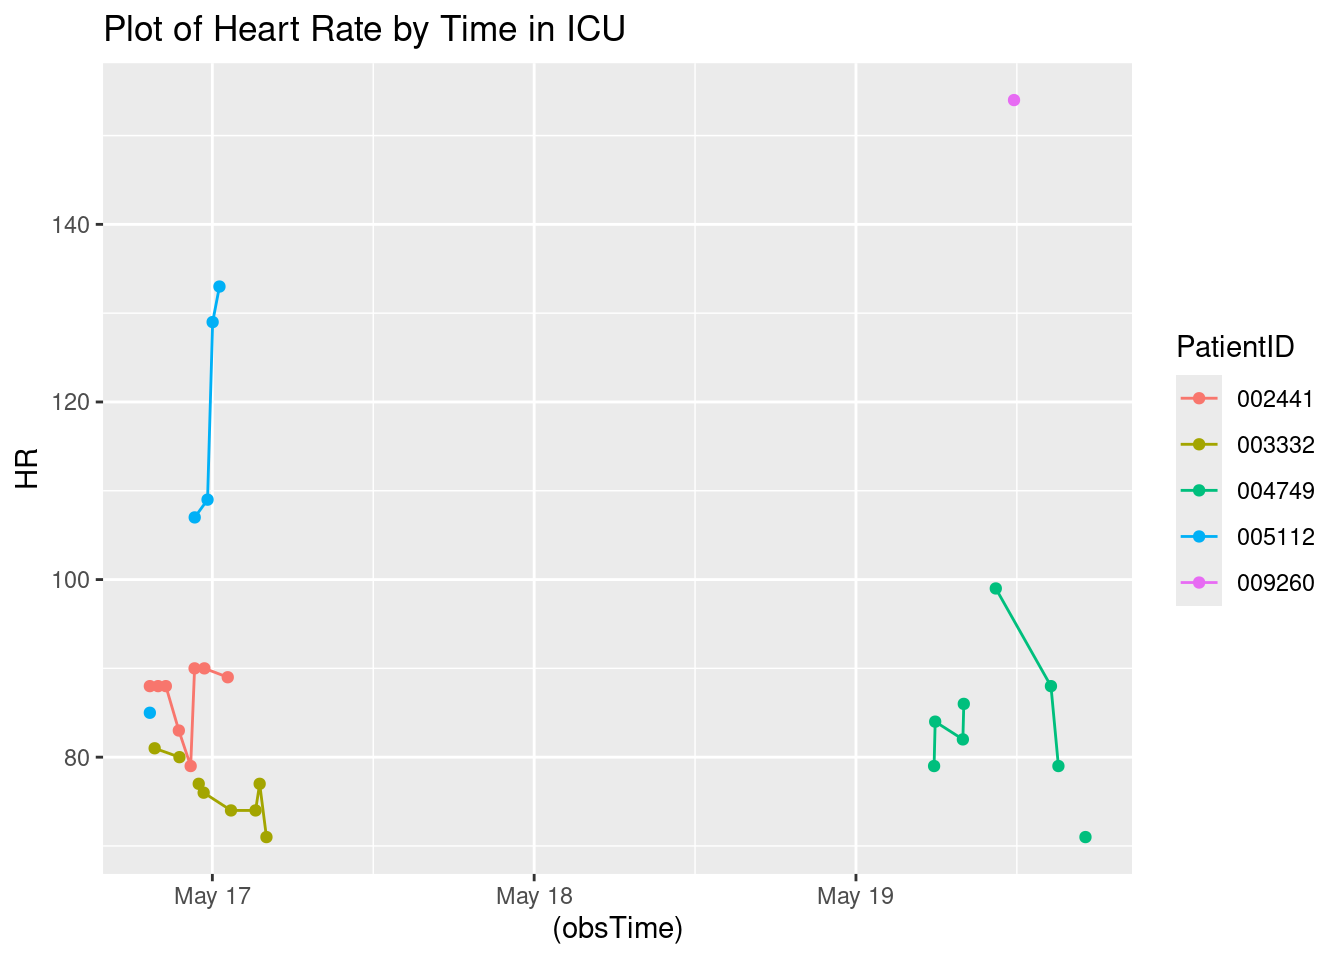 Plot of Heart Rate by Time in ICU
HR
140
120
100
80
May 17
May 18
May 19
(obsTime)
PatientID
002441
003332
004749
005112
009260